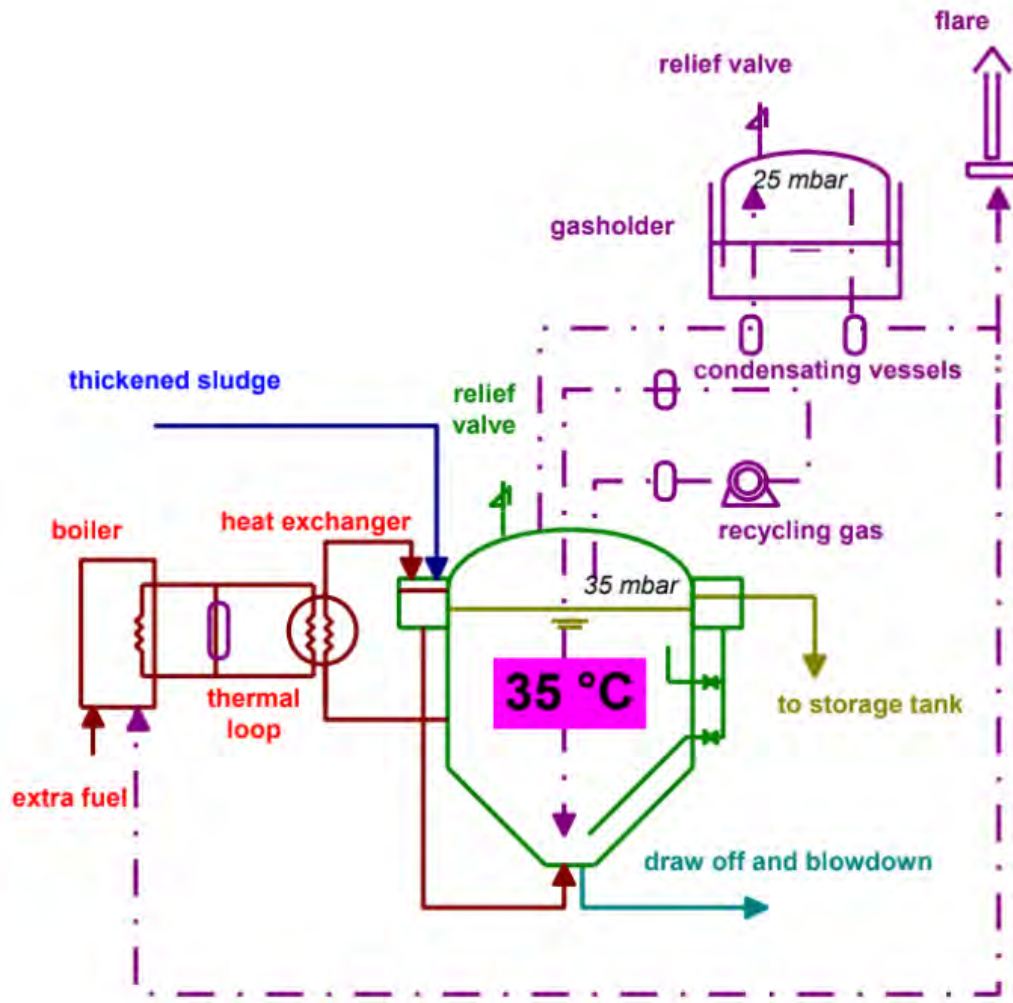 flare
relief valve
25 mbar
gasholder
condensating vessels
thickened sludge
relief
valve
boiler
heat exchanger
recycling gas
35 mbar
35 °C
thermal
loop
to storage tank
extra fuel
draw off and blowdown